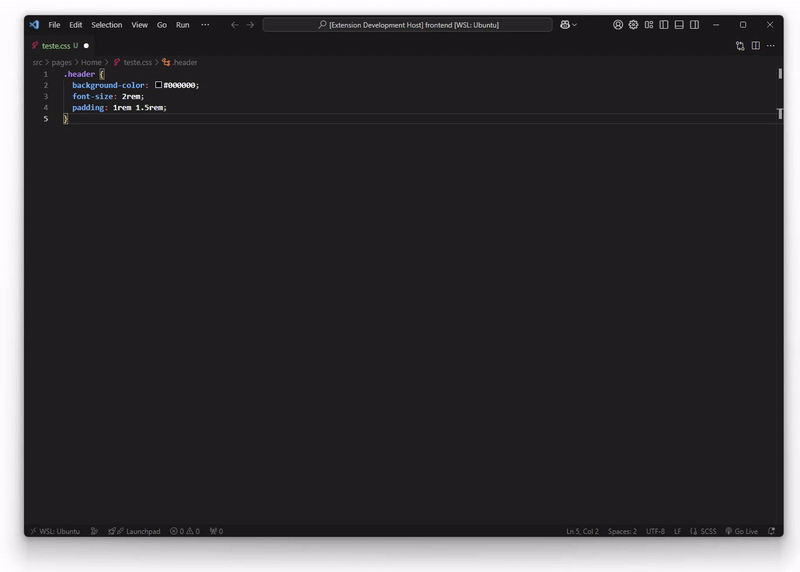 File Edit Selection View Go Run ··· [Extension Development Host] frontend [WSL: Ubuntu]
teste.css U
src > pages > Home > teste.css > .header
1 .header {
2 background-color: #000000;
3 font-size: 2rem;
4 padding: 1rem 1.5rem;
5 }
WSL: Ubuntu Launchpad 0 0 0 Ln 5, Col 2 Spaces: 2 UTF-8 LF SCSS Go Live